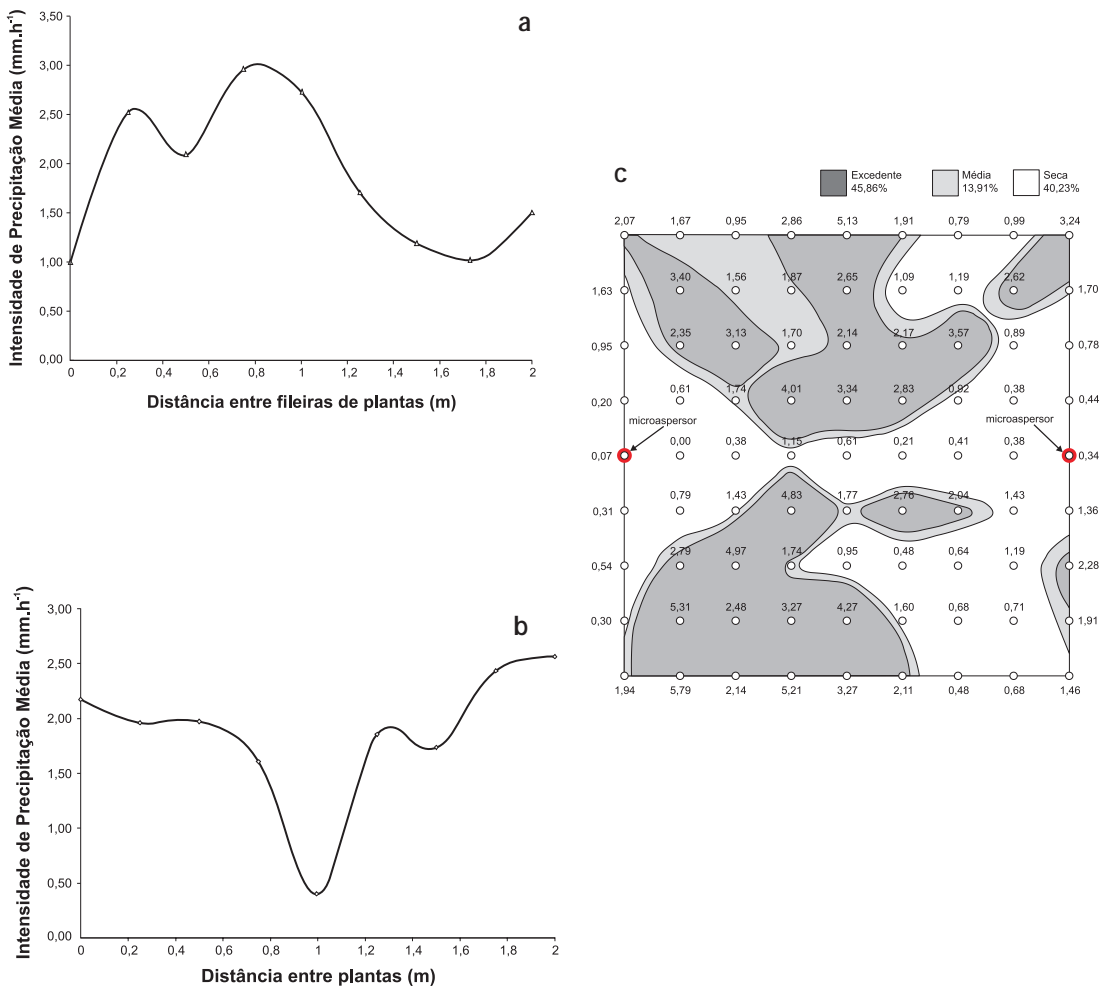 a
Intensidade de Precipitação Média (mm.h⁻¹)
3,50
3,00
2,50
2,00
1,50
1,00
0,50
0,00
0 0,2 0,4 0,6 0,8 1 1,2 1,4 1,6 1,8 2
Distância entre fileiras de plantas (m)
b
Intensidade de Precipitação Média (mm.h⁻¹)
3,00
2,50
2,00
1,50
1,00
0,50
0,00
0 0,2 0,4 0,6 0,8 1 1,2 1,4 1,6 1,8 2
Distância entre plantas (m)
c
Excedente
45,86%
Média
13,91%
Seca
40,23%
2,07 1,67 0,95 2,86 5,13 1,91 0,79 0,99 3,24
1,63 3,40 1,56 1,87 2,65 1,09 1,19 2,62 1,70
0,95 2,35 3,13 1,70 2,14 2,17 3,57 0,89 0,78
0,20 0,61 1,74 4,01 3,34 2,83 0,92 0,38 0,44
microaspersor microaspersor
0,07 0,00 0,38 1,15 0,61 0,21 0,41 0,38 0,34
0,31 0,79 1,43 4,83 1,77 2,76 2,04 1,43 1,36
0,54 2,79 4,97 1,74 0,95 0,48 0,64 1,19 2,28
0,30 5,31 2,48 3,27 4,27 1,60 0,68 0,71 1,91
1,94 5,79 2,14 5,21 3,27 2,11 0,48 0,68 1,46